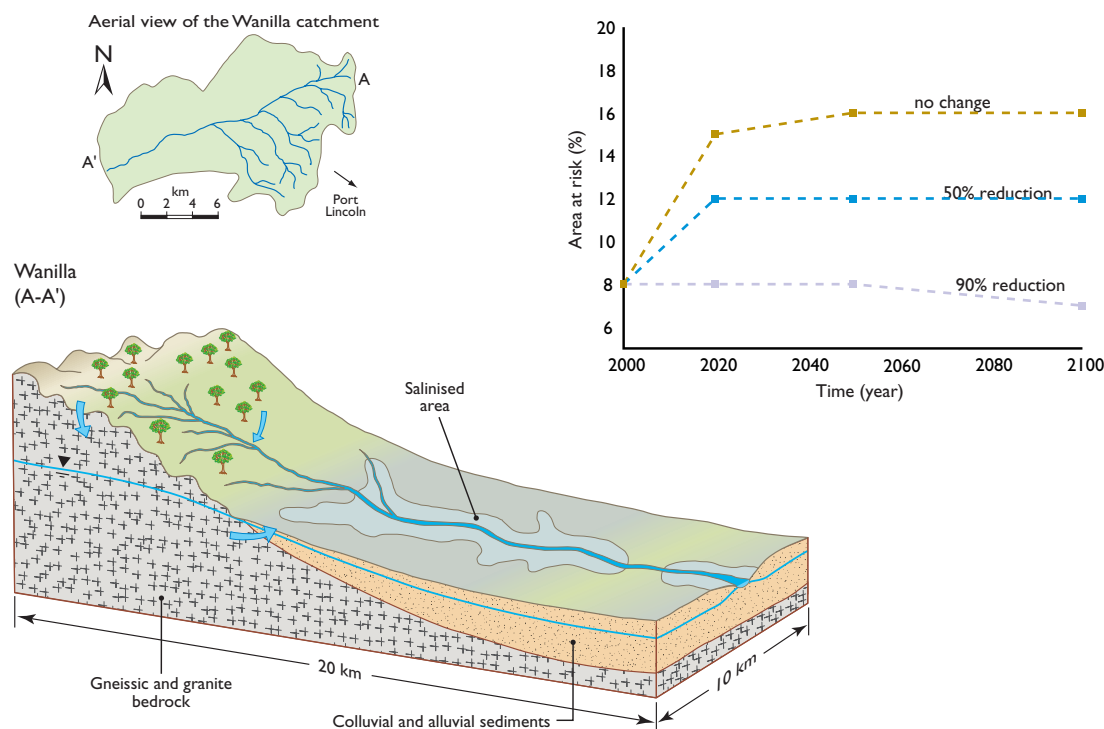 Aerial view of the Wanilla catchment
N
A
A'
km
0 2 4 6
Port
Lincoln
Wanilla
(A-A')
Salinised
area
20 km
10 km
Gneissic and granite
bedrock
Colluvial and alluvial sediments
20
18
16
14
12
10
8
6
Area at risk (%)
no change
50% reduction
90% reduction
2000 2020 2040 2060 2080 2100
Time (year)